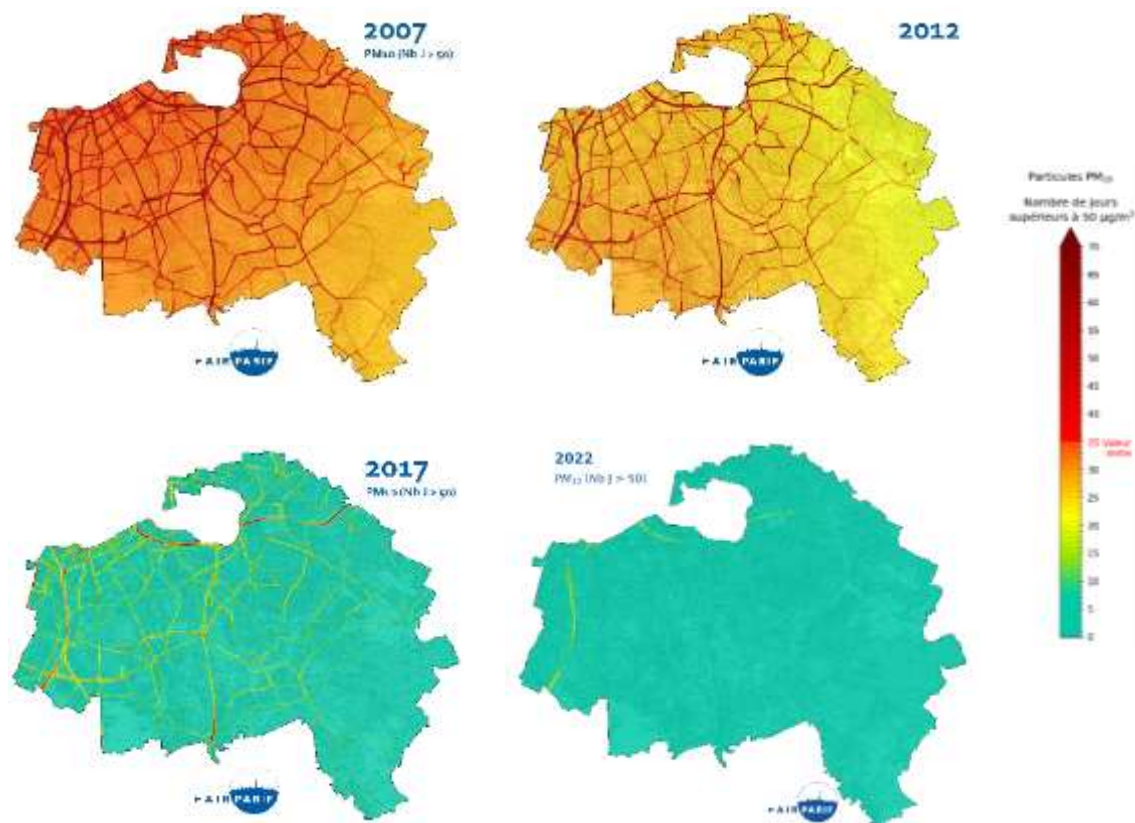 2007
PM10 (Nb J > 50)
2012
Particules PM10
Nombre de jours
supérieurs à 50 µg/m³
70
65
60
55
50
45
40
35 Valeur
limite
30
25
20
15
10
5
0
AIRPARIF
AIRPARIF
2017
PM10 (Nb J > 50)
2022
PM10 (Nb J > 50)
AIRPARIF
AIRPARIF